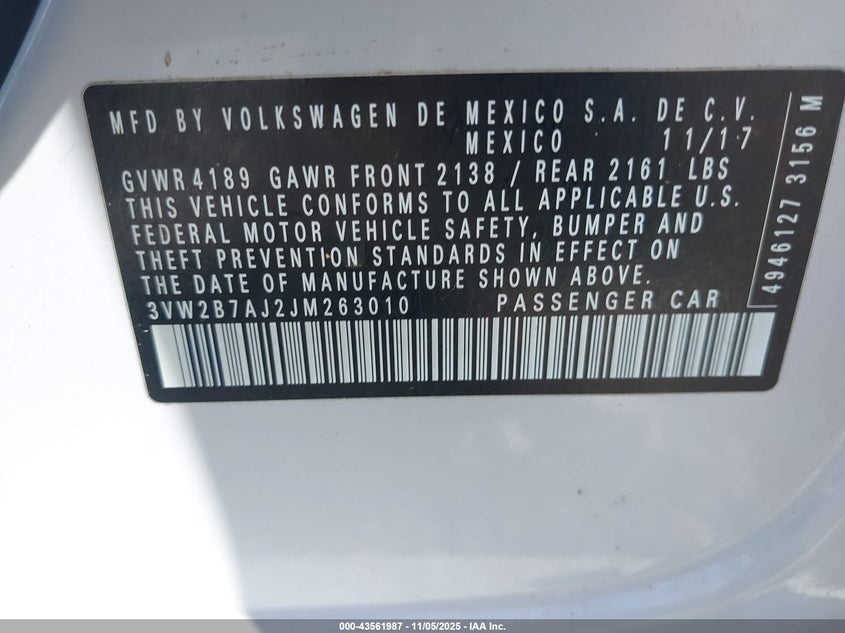 MFD BY VOLKSWAGEN DE MEXICO S.A. DE C.V.
MEXICO 11/17
GVWR4189 GAWR FRONT 2138 / REAR 2161 LBS
THIS VEHICLE CONFORMS TO ALL APPLICABLE U.S.
FEDERAL MOTOR VEHICLE SAFETY, BUMPER AND
THEFT PREVENTION STANDARDS IN EFFECT ON
THE DATE OF MANUFACTURE SHOWN ABOVE.
3VW2B7AJ2JM263010 PASSENGER CAR
4946127 3156 M
000-43561987 - 11/05/2025 - IAA Inc.